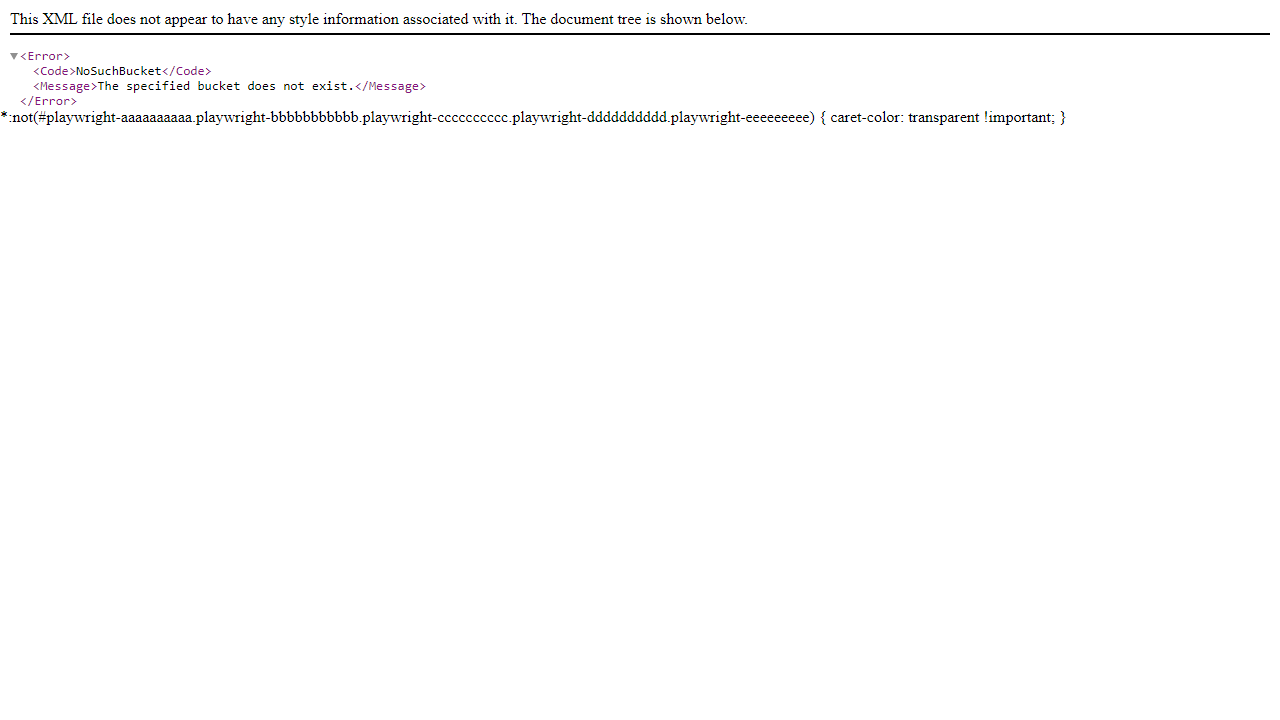 This XML file does not appear to have any style information associated with it. The document tree is shown below.
▼<Error>
<Code>NoSuchBucket</Code>
<Message>The specified bucket does not exist.</Message>
</Error>
*:not(#playwright-aaaaaaaaaa.playwright-bbbbbbbbbbb.playwright-cccccccccc.playwright-dddddddddd.playwright-eeeeeeeee) { caret-color: transparent !important; }